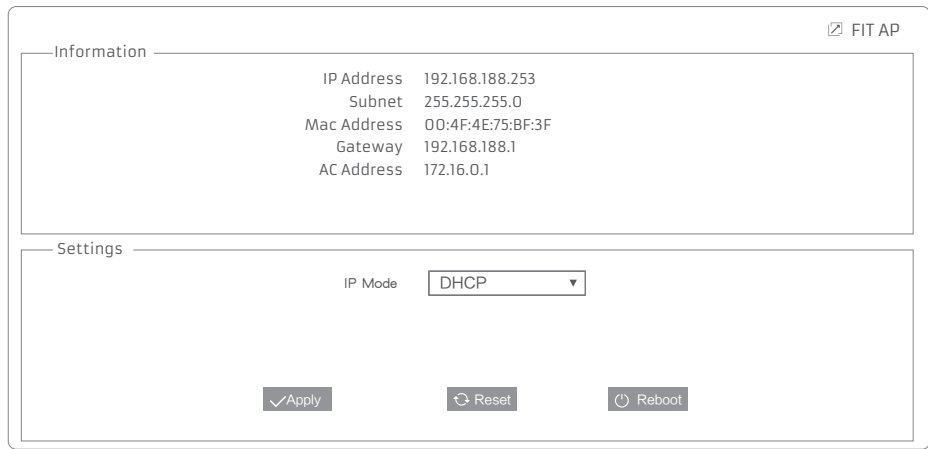 FIT AP
Information
IP Address 192.168.188.253
Subnet 255.255.255.0
Mac Address 00:4F:4E:75:BF:3F
Gateway 192.168.188.1
AC Address 172.16.0.1
Settings
IP Mode DHCP
Apply Reset Reboot